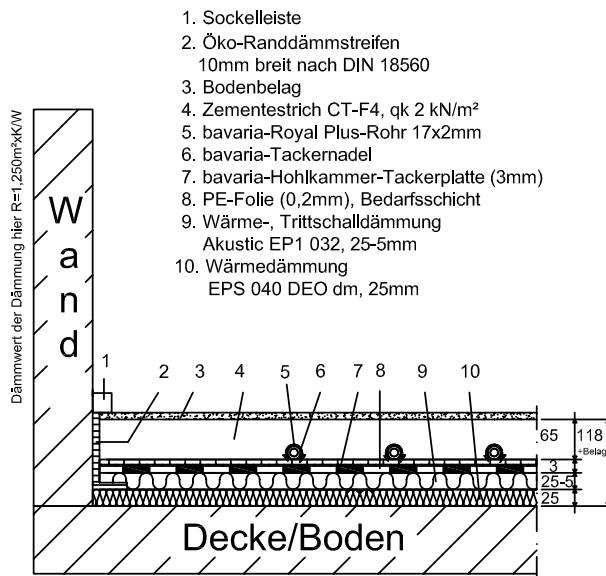 1. Sockelleiste
2. Öko-Randdämmstreifen
10mm breit nach DIN 18560
3. Bodenbelag
4. Zementestrich CT-F4, qk 2 kN/m²
5. bavaria-Royal Plus-Rohr 17x2mm
6. bavaria-Tackernadel
7. bavaria-Hohlkammer-Tackerplatte (3mm)
8. PE-Folie (0,2mm), Bedarfsschicht
9. Wärme-, Trittschalldämmung
Akustic EP1 032, 25-5mm
10. Wärmedämmung
EPS 040 DEO dm, 25mm
Dämmwert der Dämmung hier R=1,250m²xK/W
Wand
1
2 3 4 5 6 7 8 9 10
65 118
+Belag
3
25-5
25
Decke/Boden